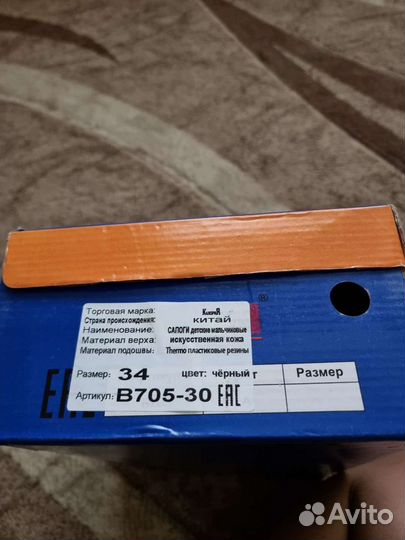 ®
Торговая марка:
Страна происхождения: китай
Наименование: САПОГИ детские мальчиковые
Материал верха: искусственная кожа
Материал подошвы: Thermo пластиковые резины
Размер: 34 цвет: чёрный т Размер
Артикул: B705-30 EAC
Avito